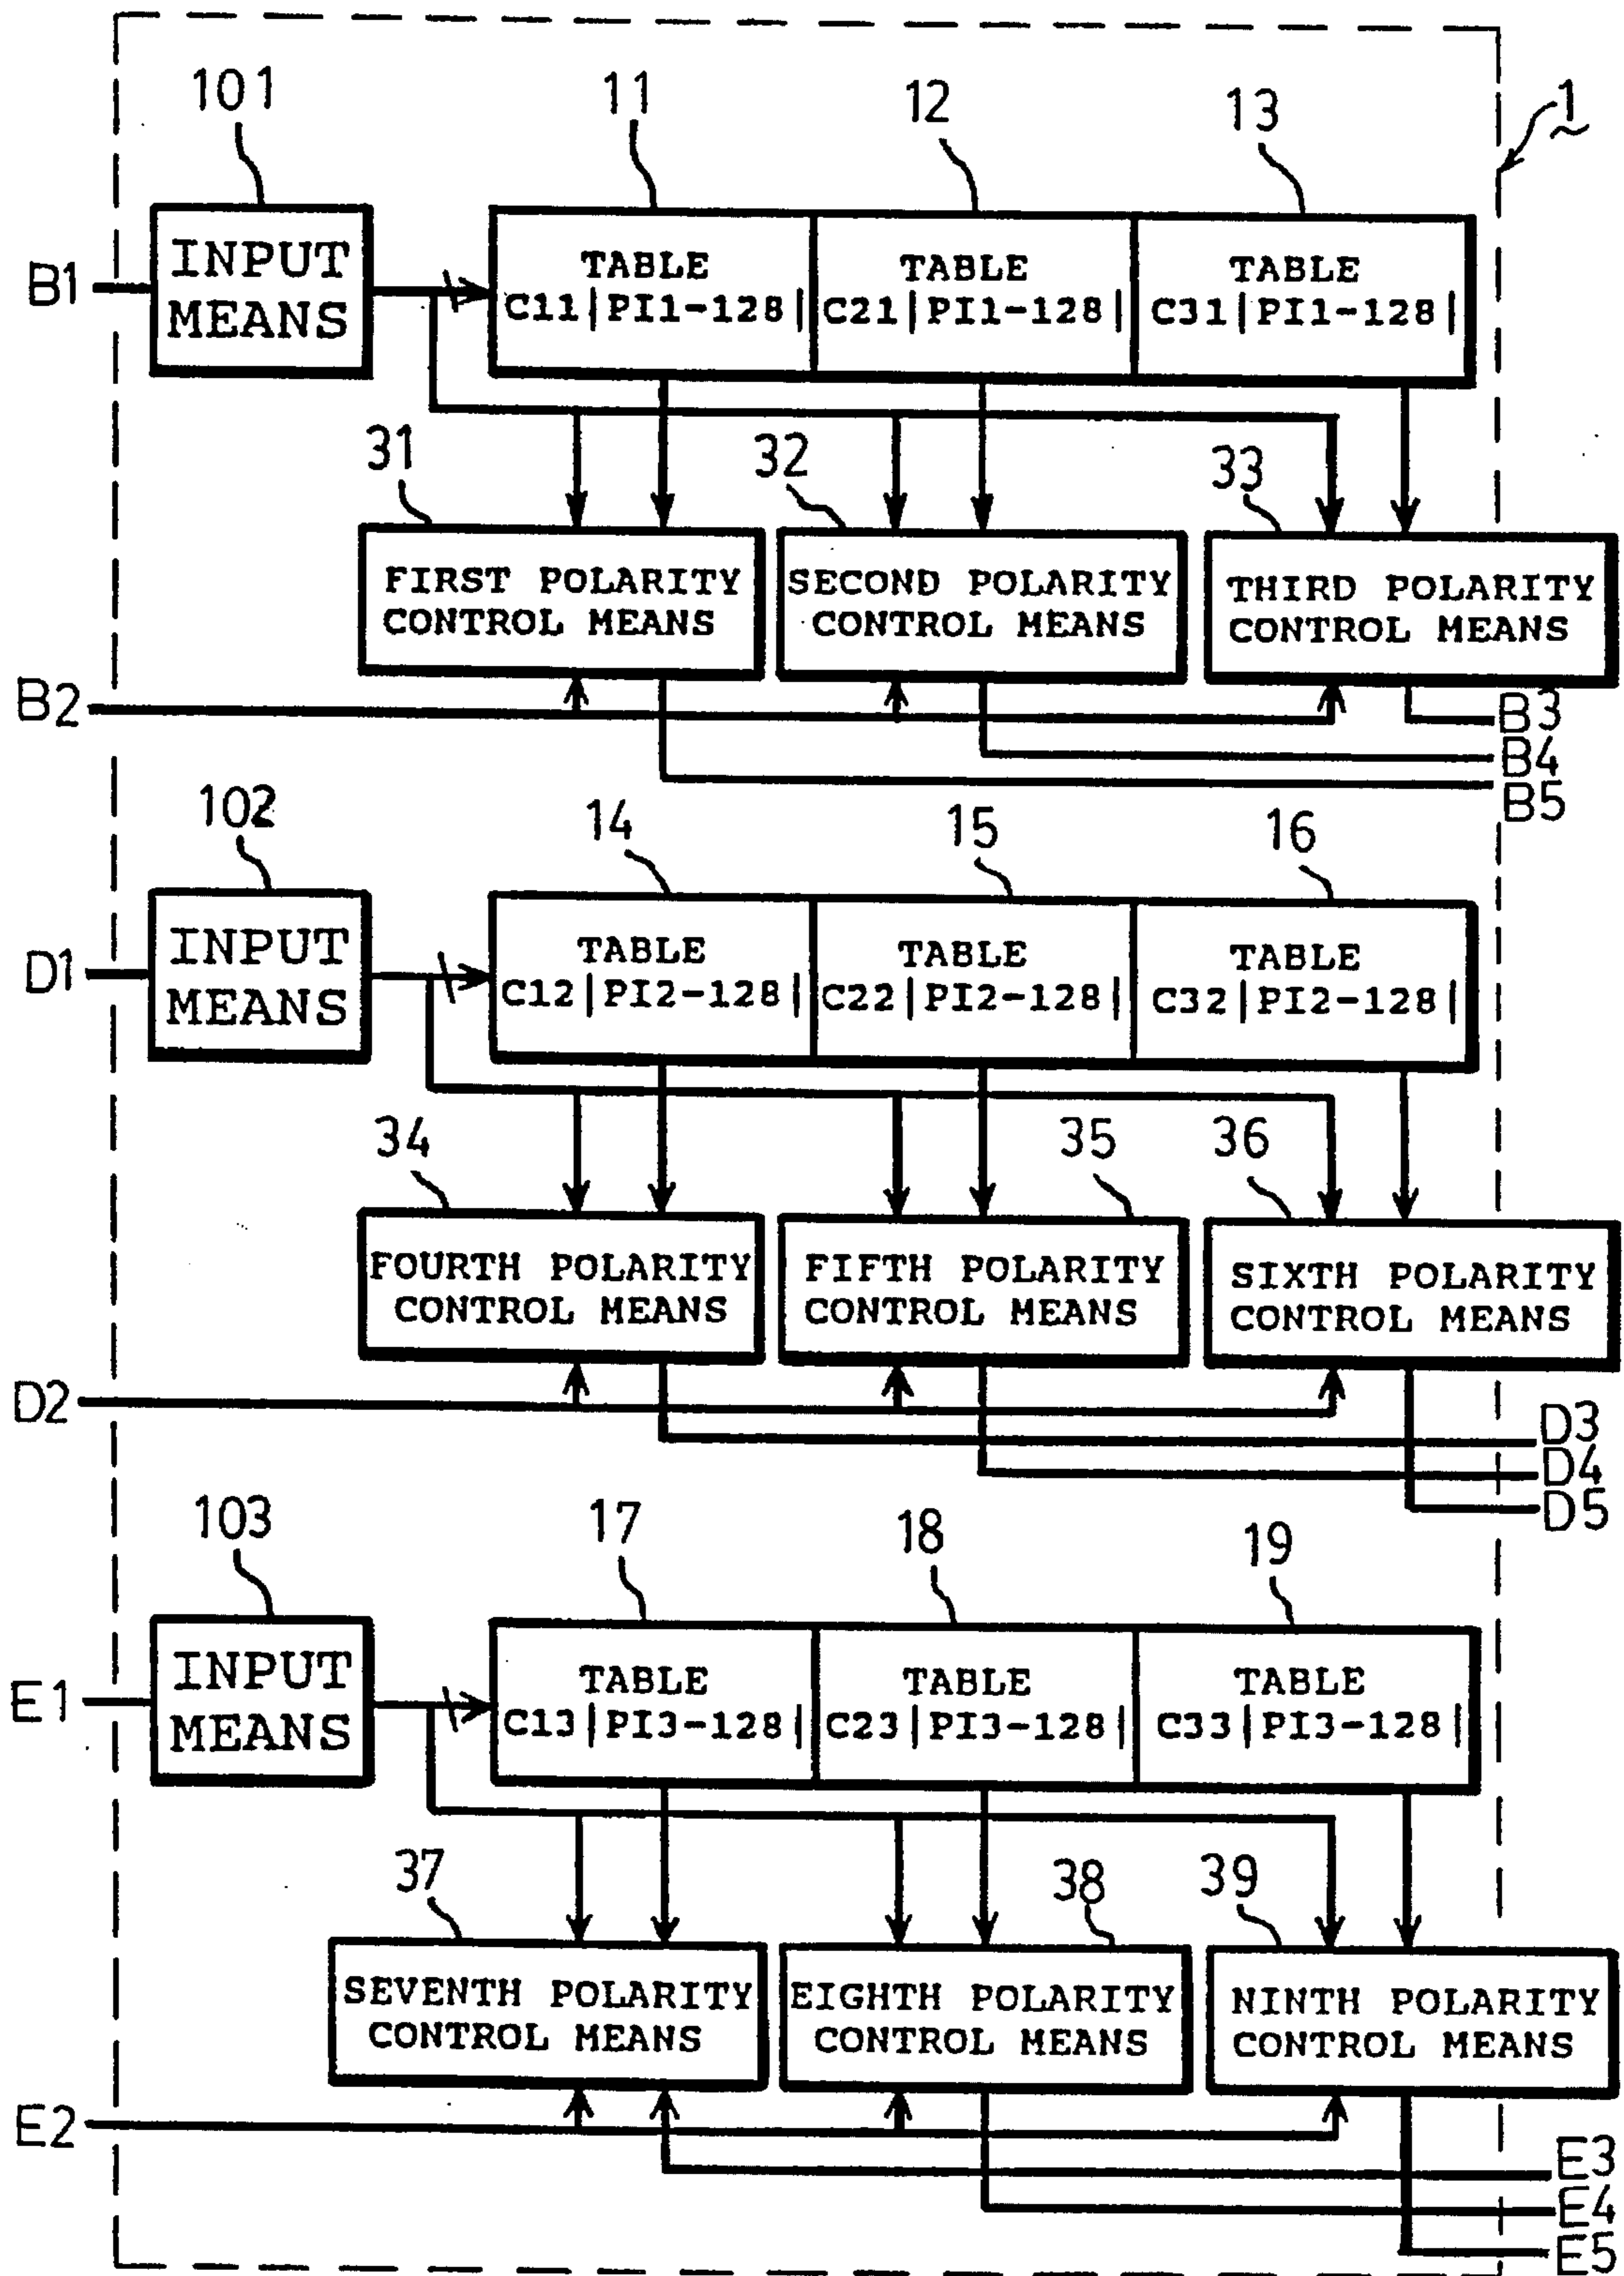 101
11
12
13
1
B1
INPUT
MEANS
TABLE
C11|PI1-128|
TABLE
C21|PI1-128|
TABLE
C31|PI1-128|
31
32
33
FIRST POLARITY
CONTROL MEANS
SECOND POLARITY
CONTROL MEANS
THIRD POLARITY
CONTROL MEANS
B2
B3
B4
B5
102
14
15
16
D1
INPUT
MEANS
TABLE
C12|PI2-128|
TABLE
C22|PI2-128|
TABLE
C32|PI2-128|
34
35
36
FOURTH POLARITY
CONTROL MEANS
FIFTH POLARITY
CONTROL MEANS
SIXTH POLARITY
CONTROL MEANS
D2
D3
D4
D5
103
17
18
19
E1
INPUT
MEANS
TABLE
C13|PI3-128|
TABLE
C23|PI3-128|
TABLE
C33|PI3-128|
37
38
39
SEVENTH POLARITY
CONTROL MEANS
EIGHTH POLARITY
CONTROL MEANS
NINTH POLARITY
CONTROL MEANS
E2
E3
E4
E5